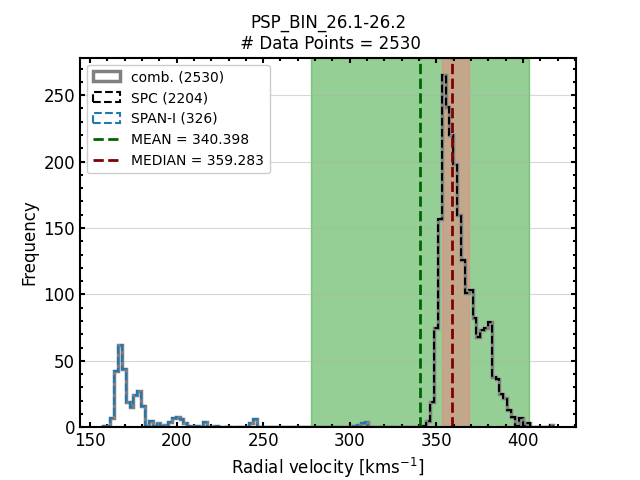 PSP_BIN_26.1-26.2
# Data Points = 2530
comb. (2530)
SPC (2204)
SPAN-I (326)
MEAN = 340.398
MEDIAN = 359.283
Frequency
250
200
150
100
50
0
150 200 250 300 350 400
Radial velocity [kms⁻¹]